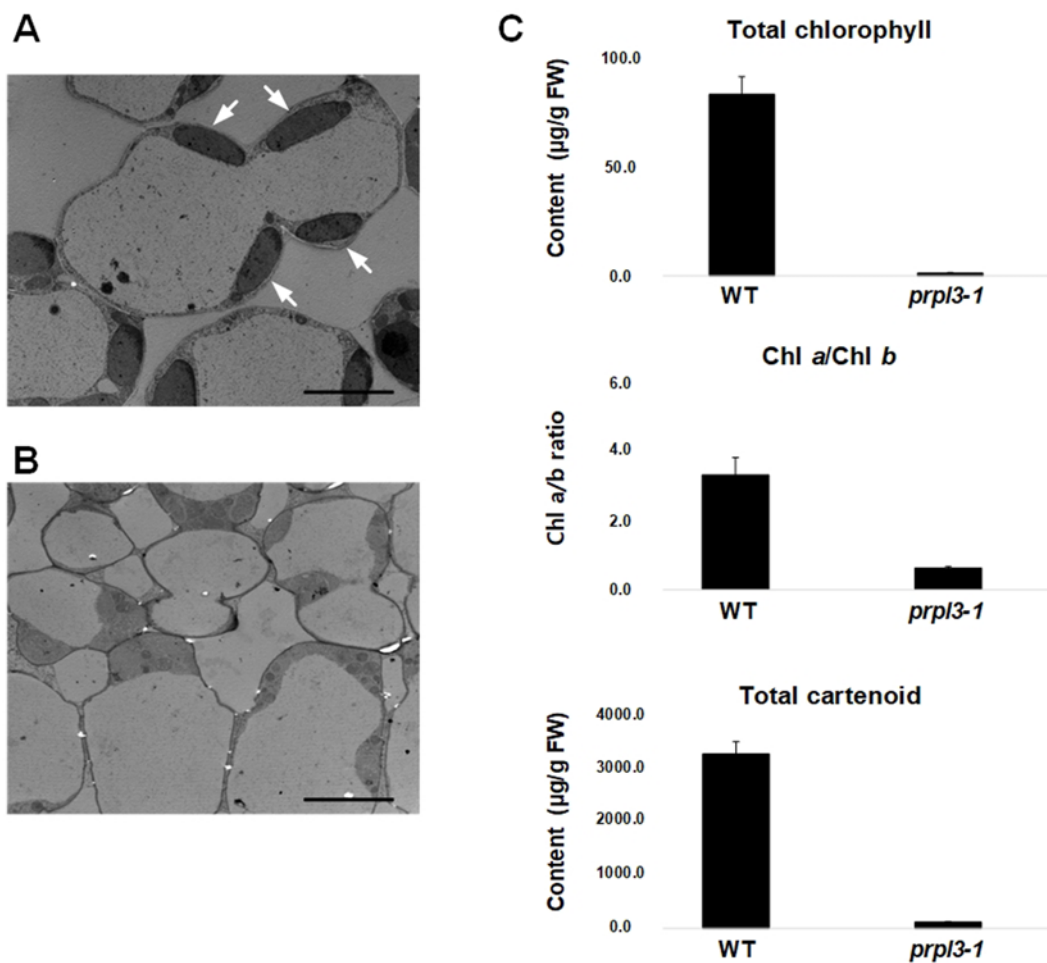 A
B
C
Total chlorophyll
Content (µg/g FW)
100.0
50.0
0.0
WT
prpl3-1
Chl a/Chl b
Chl a/b ratio
6.0
4.0
2.0
0.0
WT
prpl3-1
Total cartenoid
Content (µg/g FW)
4000.0
3000.0
2000.0
1000.0
0.0
WT
prpl3-1